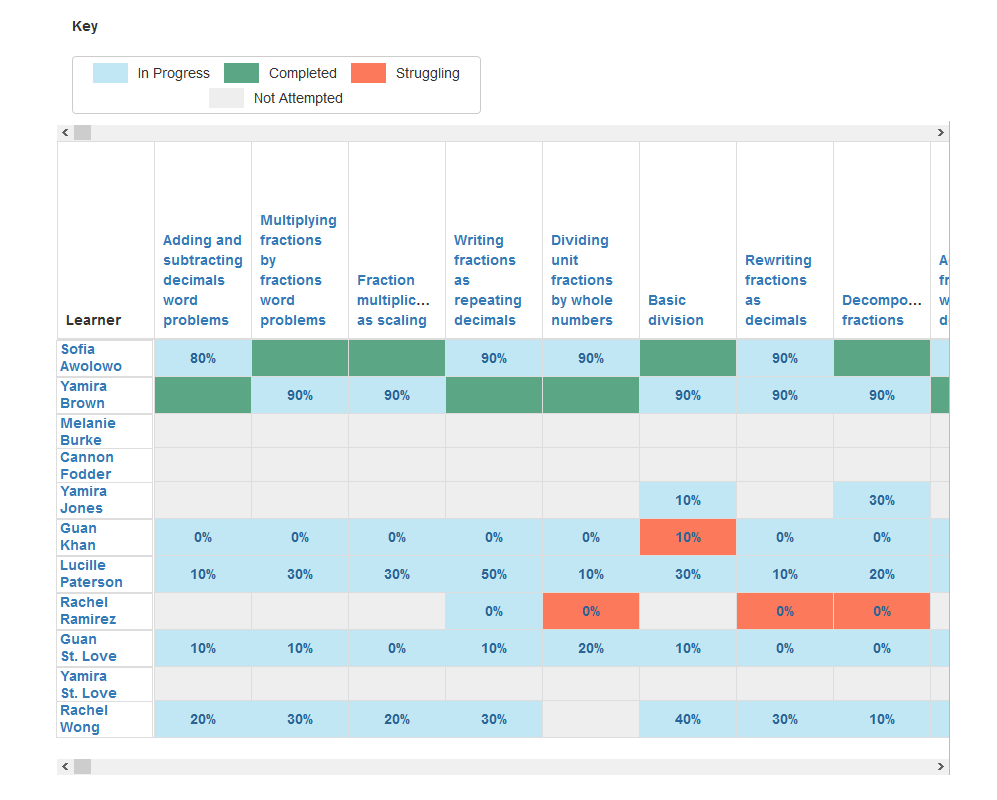 Key
In Progress Completed Struggling
Not Attempted
Learner
Adding and
subtracting
decimals
word
problems
Multiplying
fractions
by
fractions
word
problems
Fraction
multiplic...
as scaling
Writing
fractions
as
repeating
decimals
Dividing
unit
fractions
by whole
numbers
Basic
division
Rewriting
fractions
as
decimals
Decompo...
fractions
Sofia
Awolowo
80% 90% 90% 90%
Yamira
Brown
90% 90% 90% 90% 90%
Melanie
Burke
Cannon
Fodder
Yamira
Jones
10% 30%
Guan
Khan
0% 0% 0% 0% 0% 10% 0% 0%
Lucille
Paterson
10% 30% 30% 50% 10% 30% 10% 20%
Rachel
Ramirez
0% 0% 0% 0%
Guan
St. Love
10% 10% 0% 10% 20% 10% 0% 0%
Yamira
St. Love
Rachel
Wong
20% 30% 20% 30% 40% 30% 10%